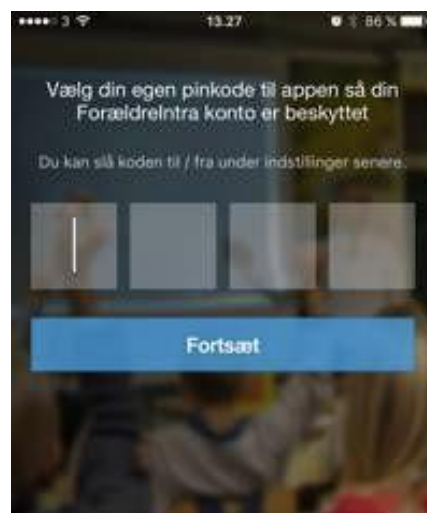 3 13.27 86 %
Vælg din egen pinkode til appen så din
ForældreIntra konto er beskyttet
Du kan slå koden til / fra under indstillinger senere.
Fortsæt